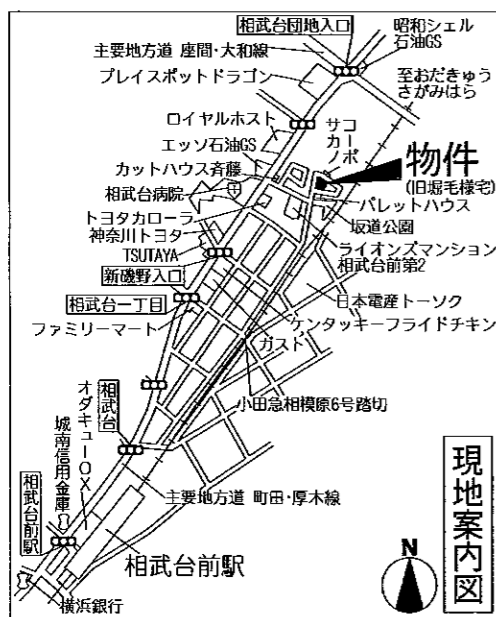 相武台団地入口
昭和シェル
石油GS
主要地方道 座間・大和線
プレイスポットドラゴン
至おだきゅう
さがみはら
ロイヤルホスト
エッソ石油GS
コーポ
サカノ
カットハウス斉藤
物件
(旧堀毛様宅)
相武台病院
パレットハウス
トヨタカローラ
坂道公園
神奈川トヨタ
TSUTAYA
ライオンズマンション
相武台前第2
新磯野入口
日本電産トーソク
相武台一丁目
ファミリーマート
ケンタッキーフライドチキン
ガスト
小田急相模原6号踏切
相武台
オダキューOX
城南信用金庫
相武台前駅
主要地方道 町田・厚木線
相武台前駅
横浜銀行
現地案内図
N